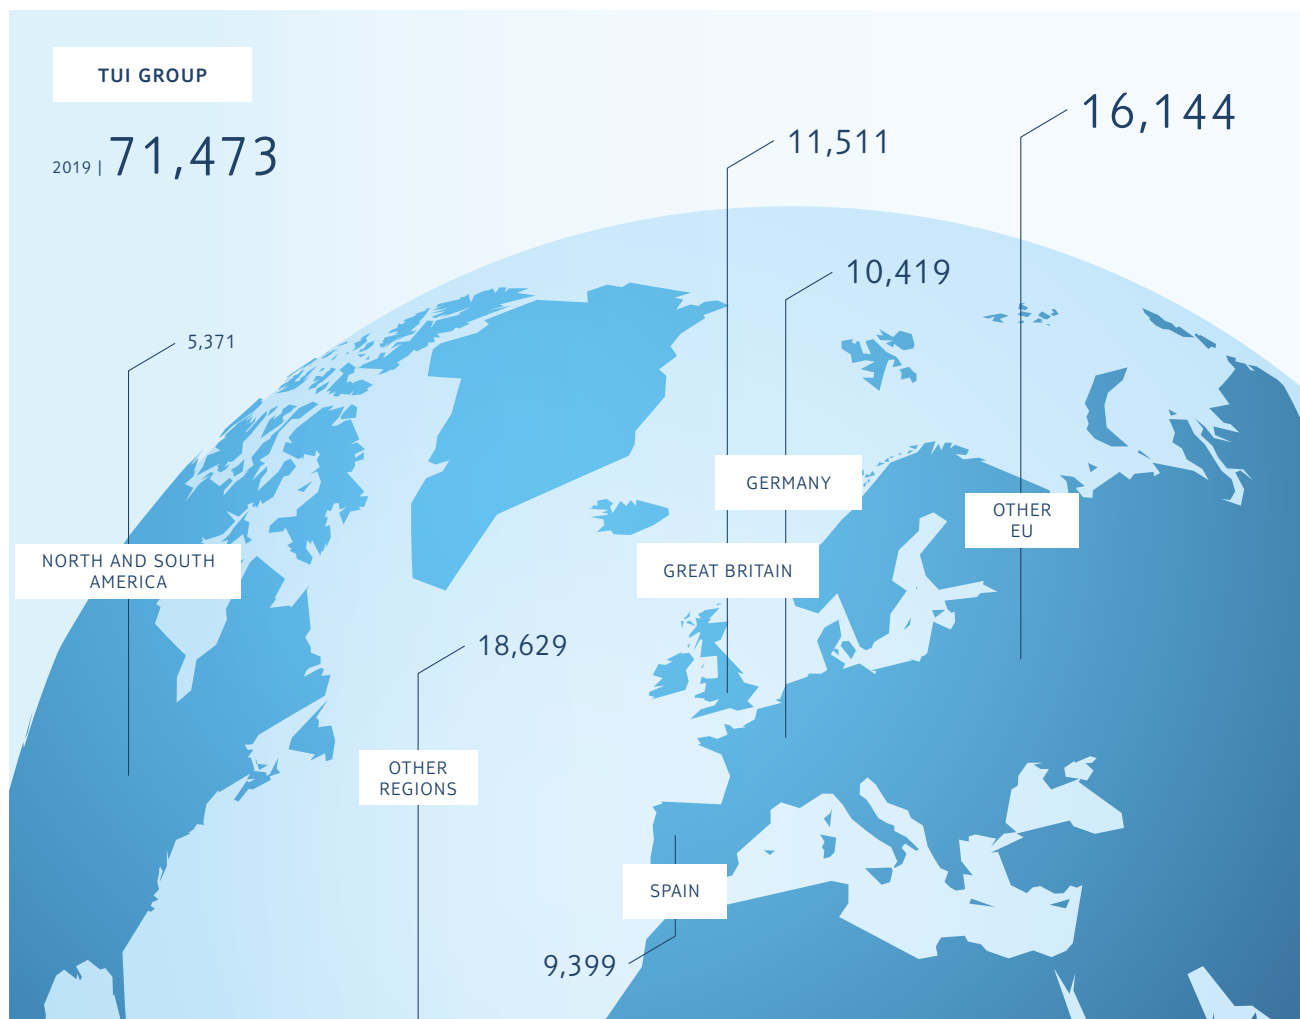 TUI GROUP
2019 | 71,473
16,144
11,511
10,419
5,371
GERMANY
OTHER
EU
NORTH AND SOUTH
AMERICA
GREAT BRITAIN
18,629
OTHER
REGIONS
SPAIN
9,399